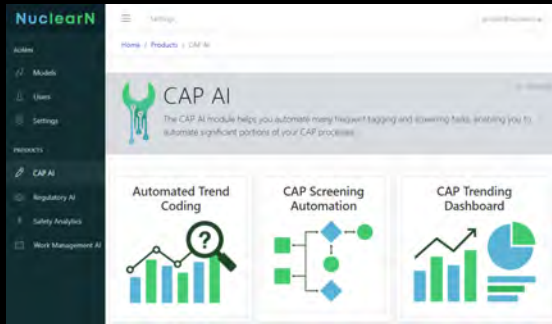 NuclearN
Settings
ADMIN
Home / Products / CAP AI
Models
Users
Settings
PRODUCTS
CAP AI
Regulatory AI
Safety Analytics
Work Management AI
CAP AI
The CAP AI module helps you automate many frequent tagging and screening tasks, enabling you to
automate significant portions of your CAP processes.
Automated Trend
Coding
CAP Screening
Automation
CAP Trending
Dashboard